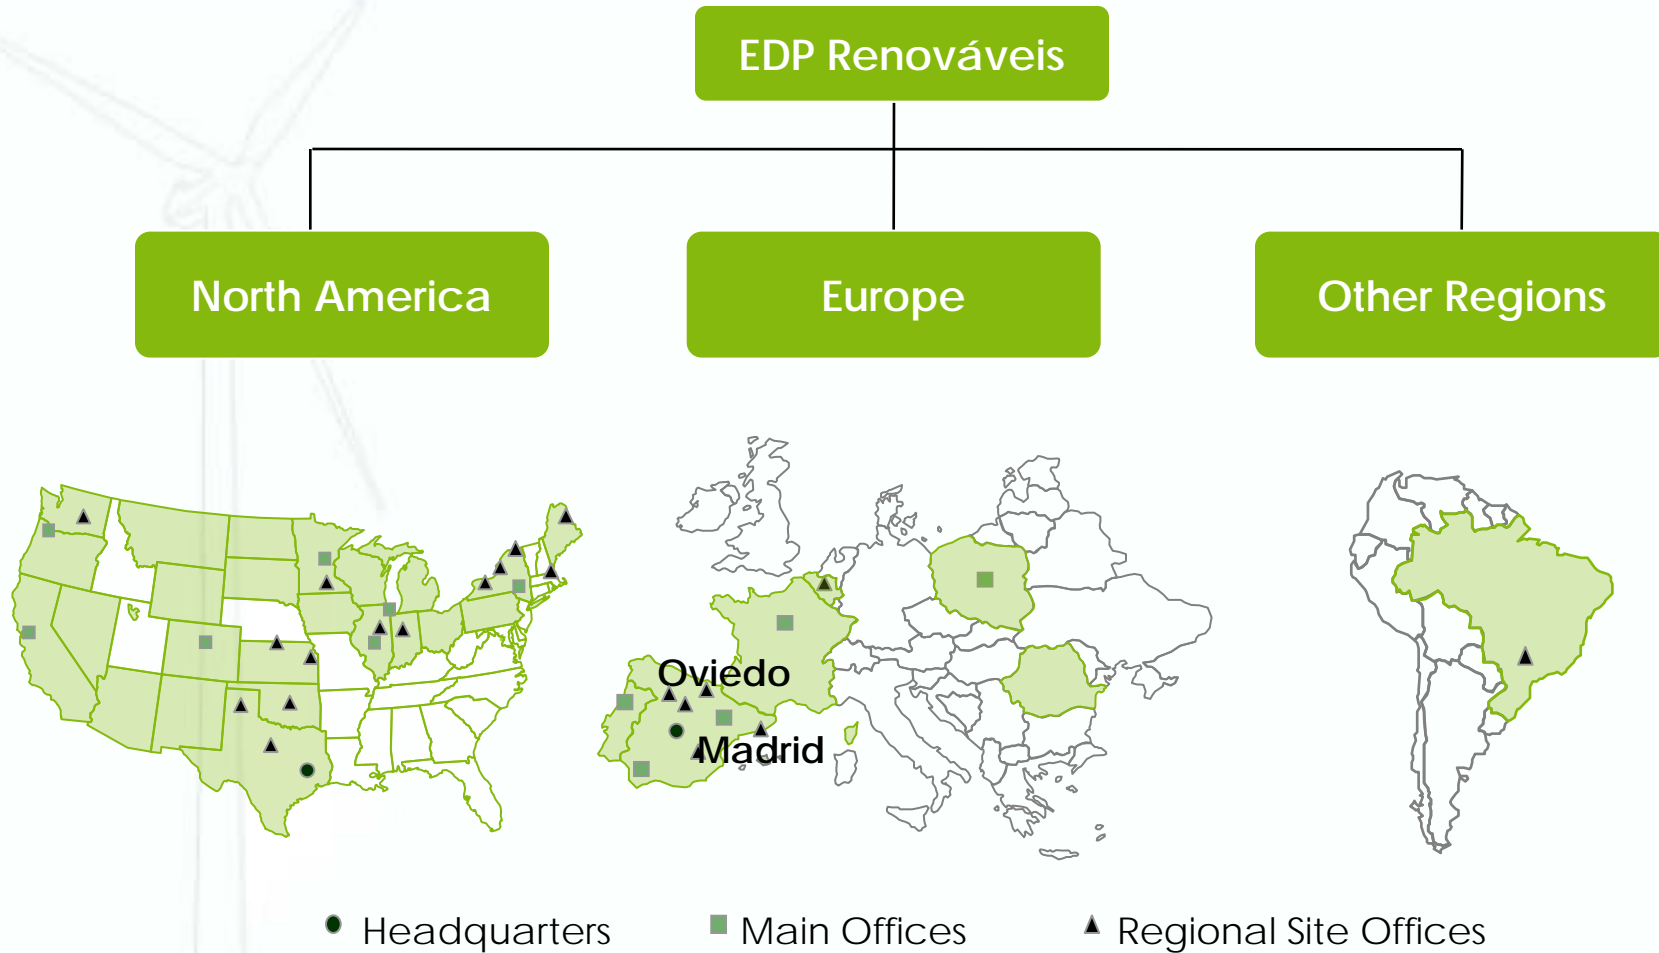 EDP Renováveis
North America
Europe
Other Regions
Oviedo
Madrid
Headquarters
Main Offices
Regional Site Offices